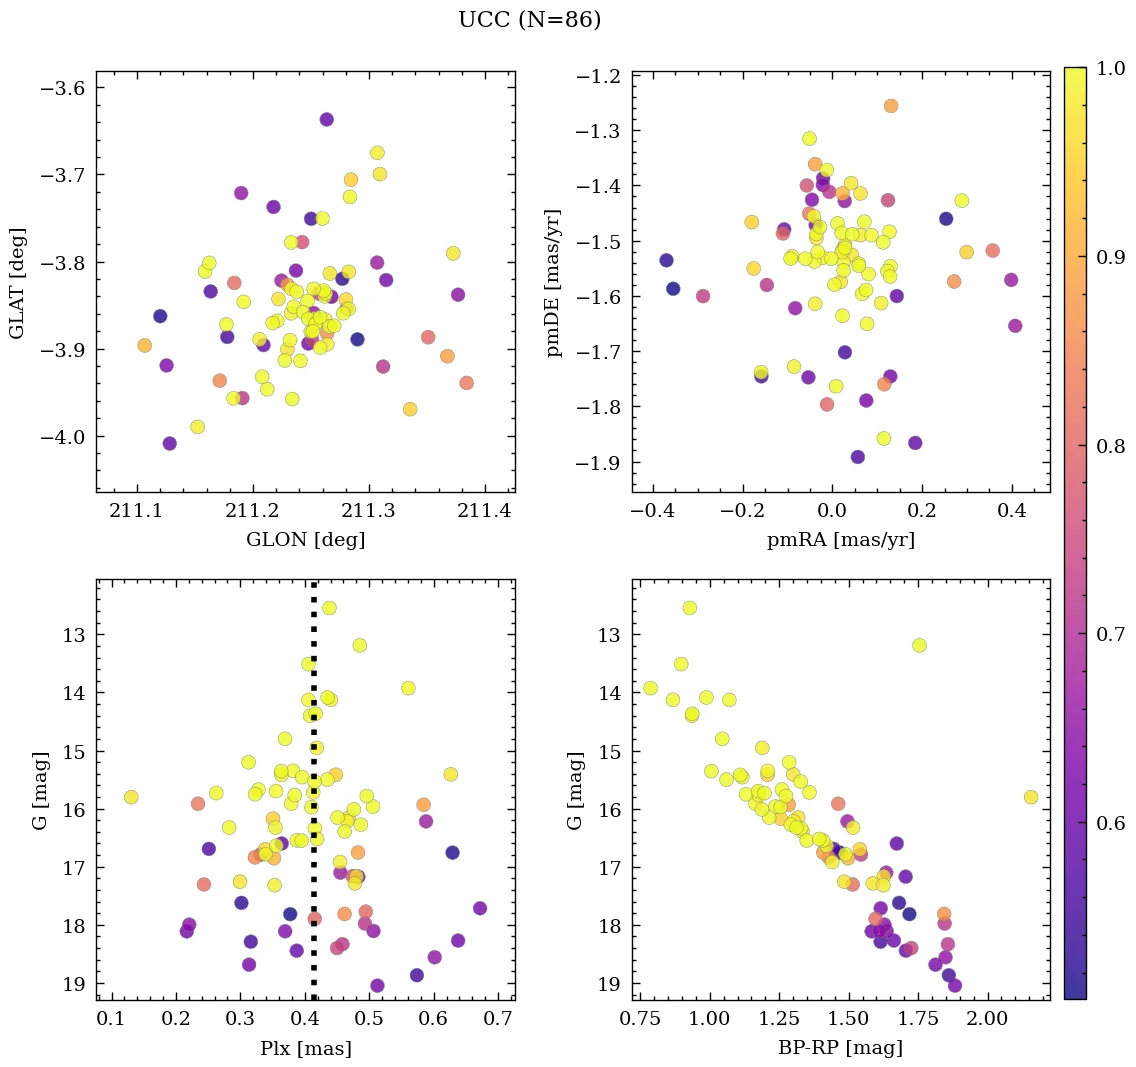 UCC (N=86)
−3.6
−3.7
−3.8
−3.9
−4.0
GLAT [deg]
211.1 211.2 211.3 211.4
GLON [deg]
−1.2
−1.3
−1.4
−1.5
−1.6
−1.7
−1.8
−1.9
pmDE [mas/yr]
−0.4 −0.2 0.0 0.2 0.4
pmRA [mas/yr]
13
14
15
16
17
18
19
G [mag]
0.1 0.2 0.3 0.4 0.5 0.6 0.7
Plx [mas]
13
14
15
16
17
18
19
G [mag]
0.75 1.00 1.25 1.50 1.75 2.00
BP-RP [mag]
1.0
0.9
0.8
0.7
0.6